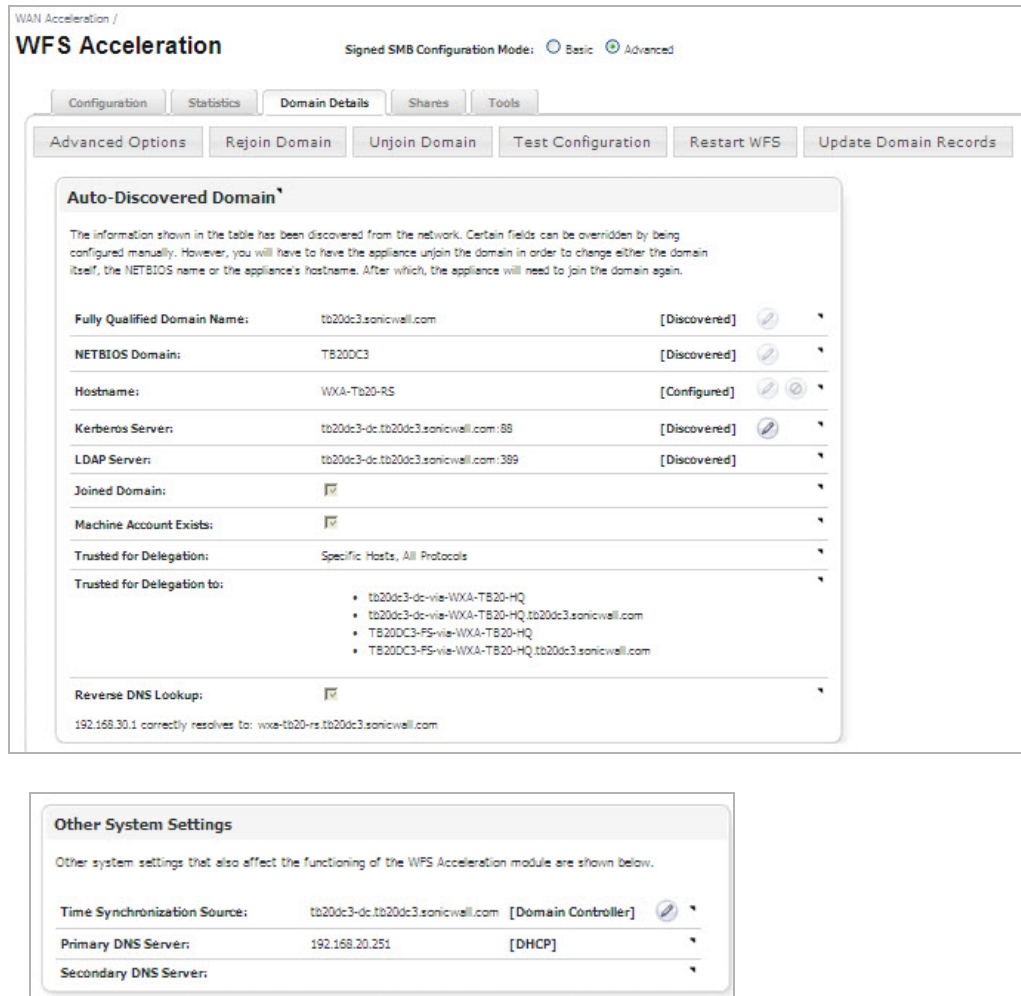 WAN Acceleration /
WFS Acceleration
Signed SMB Configuration Mode: Basic Advanced
Configuration Statistics Domain Details Shares Tools
Advanced Options Rejoin Domain Unjoin Domain Test Configuration Restart WFS Update Domain Records
Auto-Discovered Domain
The information shown in the table has been discovered from the network. Certain fields can be overridden by being
configured manually. However, you will have to have the appliance unjoin the domain in order to change either the domain
itself, the NETBIOS name or the appliance's hostname. After which, the appliance will need to join the domain again.
Fully Qualified Domain Name: tb20dc3.sonicwall.com [Discovered]
NETBIOS Domain: TB20DC3 [Discovered]
Hostname: WXA-Tb20-RS [Configured]
Kerberos Server: tb20dc3-dc.tb20dc3.sonicwall.com:88 [Discovered]
LDAP Server: tb20dc3-dc.tb20dc3.sonicwall.com:389 [Discovered]
Joined Domain:
Machine Account Exists:
Trusted for Delegation: Specific Hosts, All Protocols
Trusted for Delegation to:
• tb20dc3-dc-via-WXA-TB20-HQ
• tb20dc3-dc-via-WXA-TB20-HQ.tb20dc3.sonicwall.com
• TB20DC3-FS-via-WXA-TB20-HQ
• TB20DC3-FS-via-WXA-TB20-HQ.tb20dc3.sonicwall.com
Reverse DNS Lookup:
192.168.30.1 correctly resolves to: wxa-tb20-rs.tb20dc3.sonicwall.com
Other System Settings
Other system settings that also affect the functioning of the WFS Acceleration module are shown below.
Time Synchronization Source: tb20dc3-dc.tb20dc3.sonicwall.com [Domain Controller]
Primary DNS Server: 192.168.20.251 [DHCP]
Secondary DNS Server: